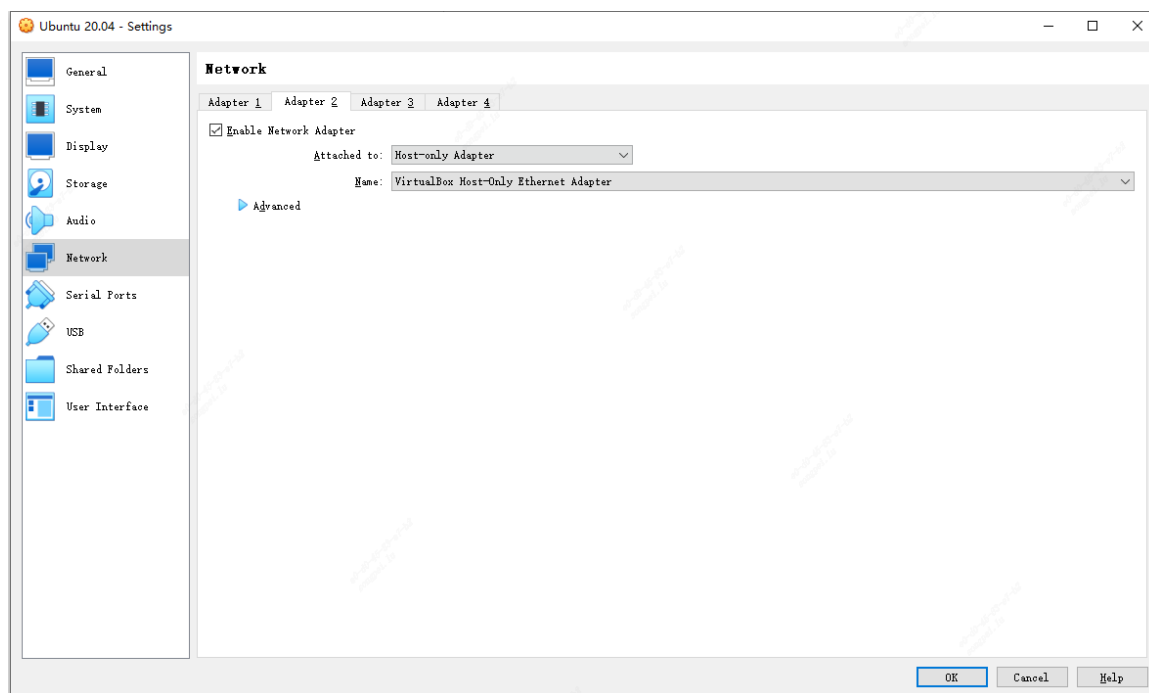 Ubuntu 20.04 - Settings
General
System
Display
Storage
Audio
Network
Serial Ports
USB
Shared Folders
User Interface
Network
Adapter 1 Adapter 2 Adapter 3 Adapter 4
Enable Network Adapter
Attached to: Host-only Adapter
Name: VirtualBox Host-Only Ethernet Adapter
Advanced
OK Cancel Help